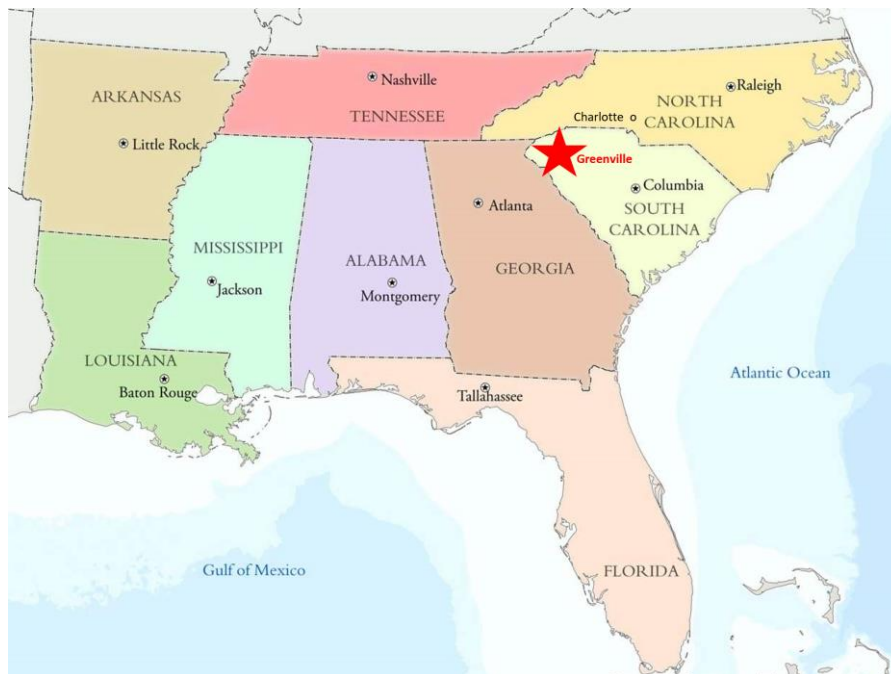 Nashville
TENNESSEE
ARKANSAS
Little Rock
Raleigh
NORTH
CAROLINA
Charlotte
Greenville
Columbia
SOUTH
CAROLINA
Atlanta
GEORGIA
MISSISSIPPI
Jackson
ALABAMA
Montgomery
LOUISIANA
Baton Rouge
Tallahassee
Atlantic Ocean
Gulf of Mexico
FLORIDA